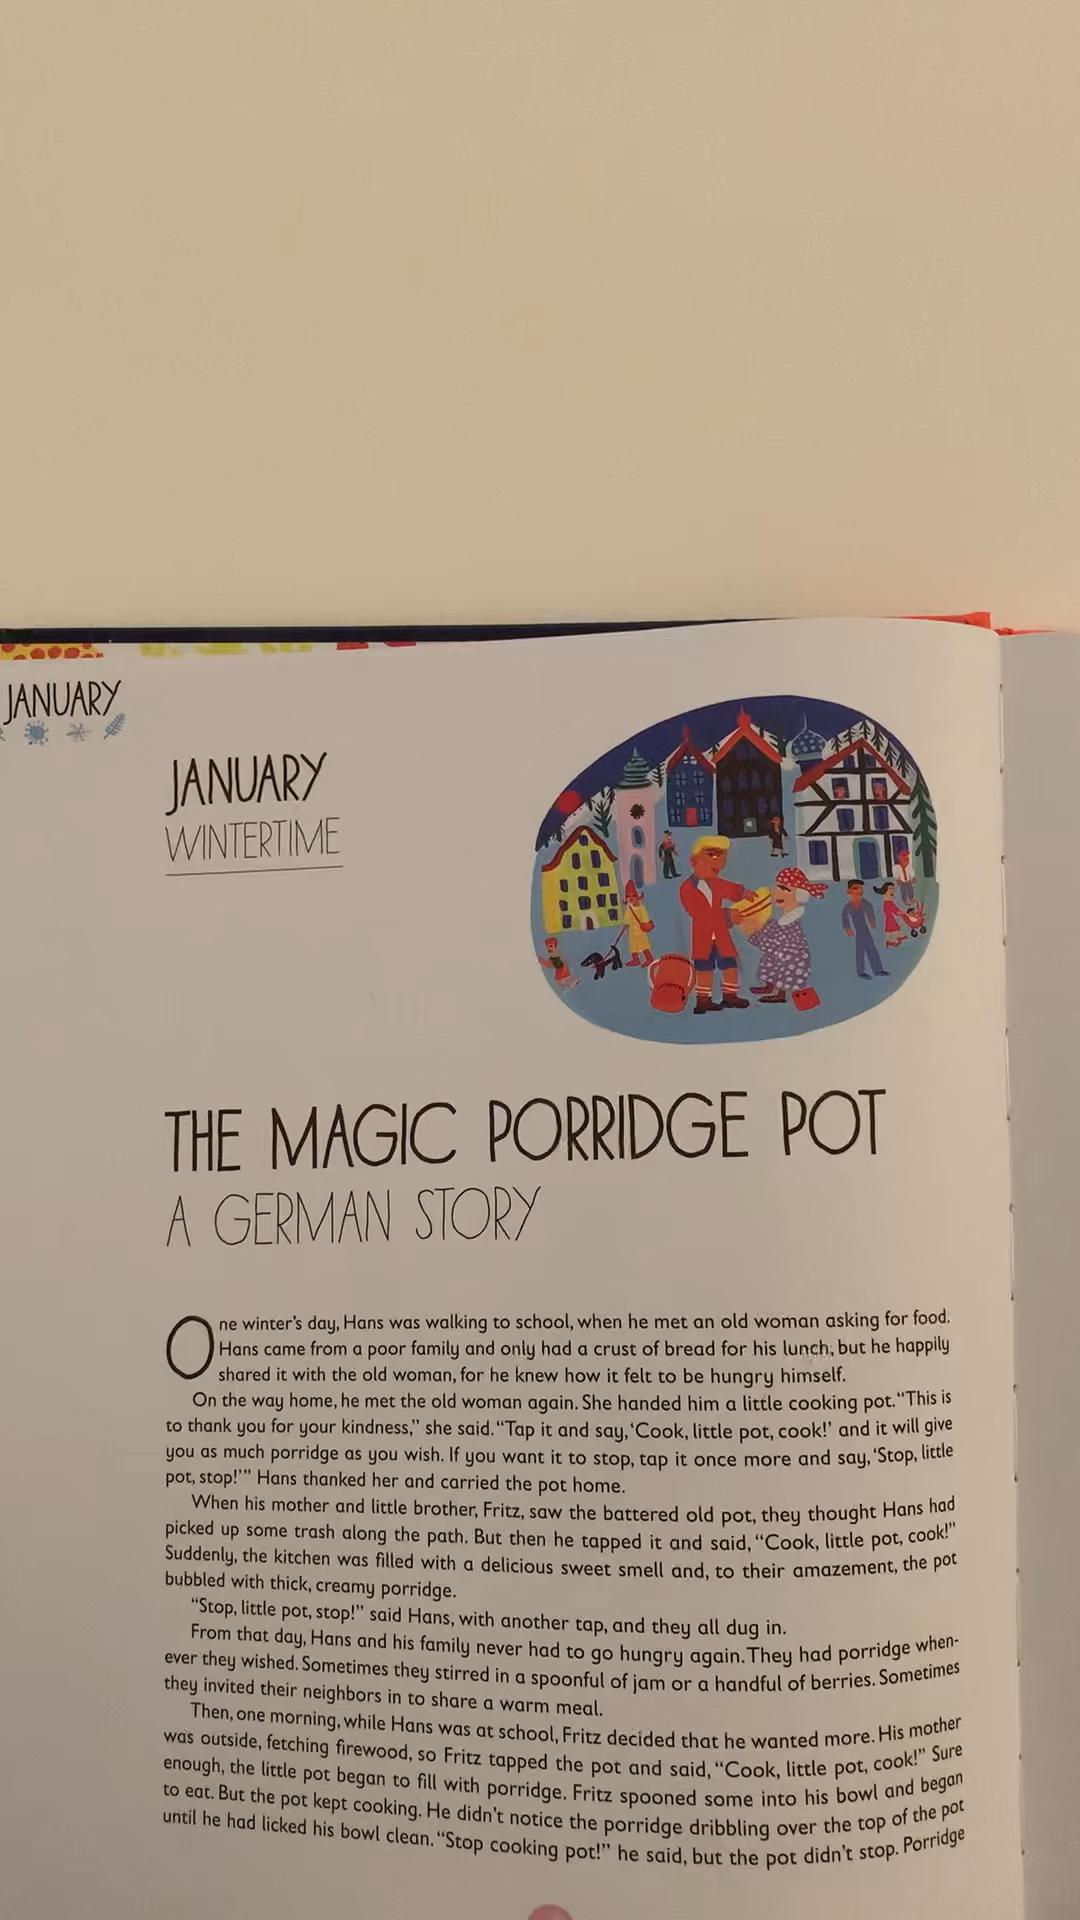 JANUARY
JANUARY
WINTERTIME
THE MAGIC PORRIDGE POT
A GERMAN STORY
One winter's day, Hans was walking to school, when he met an old woman asking for food.
Hans came from a poor family and only had a crust of bread for his lunch, but he happily
shared it with the old woman, for he knew how it felt to be hungry himself.
On the way home, he met the old woman again. She handed him a little cooking pot. “This is
to thank you for your kindness,” she said. “Tap it and say, ‘Cook, little pot, cook!’ and it will give
you as much porridge as you wish. If you want it to stop, tap it once more and say, ‘Stop, little
pot, stop!’” Hans thanked her and carried the pot home.
When his mother and little brother, Fritz, saw the battered old pot, they thought Hans had
picked up some trash along the path. But then he tapped it and said, “Cook, little pot, cook!”
Suddenly, the kitchen was filled with a delicious sweet smell and, to their amazement, the pot
bubbled with thick, creamy porridge.
“Stop, little pot, stop!” said Hans, with another tap, and they all dug in.
From that day, Hans and his family never had to go hungry again. They had porridge when-
ever they wished. Sometimes they stirred in a spoonful of jam or a handful of berries. Sometimes
they invited their neighbors in to share a warm meal.
Then, one morning, while Hans was at school, Fritz decided that he wanted more. His mother
was outside, fetching firewood, so Fritz tapped the pot and said, “Cook, little pot, cook!” Sure
enough, the little pot began to fill with porridge. Fritz spooned some into his bowl and began
to eat. But the pot kept cooking. He didn't notice the porridge dribbling over the top of the pot
until he had licked his bowl clean. “Stop cooking pot!” he said, but the pot didn't stop. Porridge